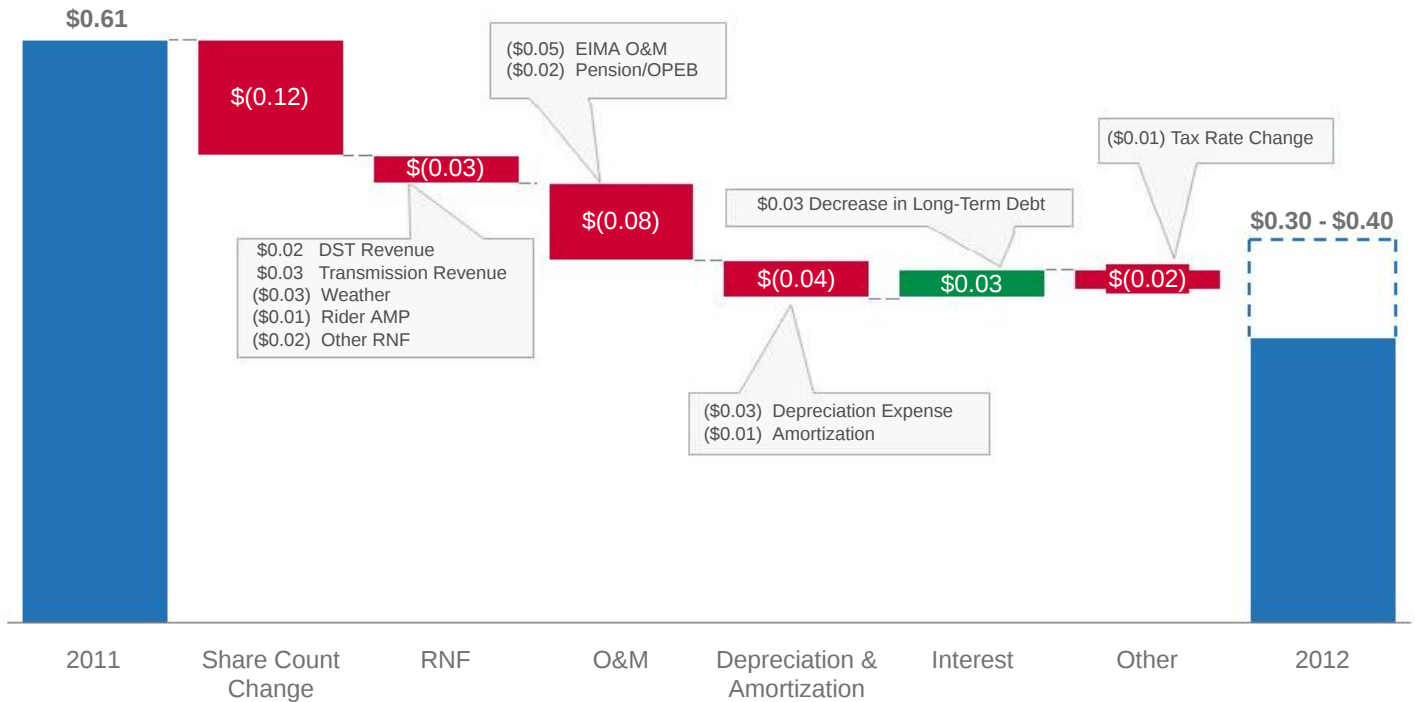 $0.61
$(0.12)
$(0.03)
$0.02 DST Revenue
$0.03 Transmission Revenue
($0.03) Weather
($0.01) Rider AMP
($0.02) Other RNF
($0.05) EIMA O&M
($0.02) Pension/OPEB
$(0.08)
$(0.04)
($0.03) Depreciation Expense
($0.01) Amortization
$0.03 Decrease in Long-Term Debt
$0.03
($0.01) Tax Rate Change
$(0.02)
$0.30 - $0.40
2011
Share Count
Change
RNF
O&M
Depreciation &
Amortization
Interest
Other
2012